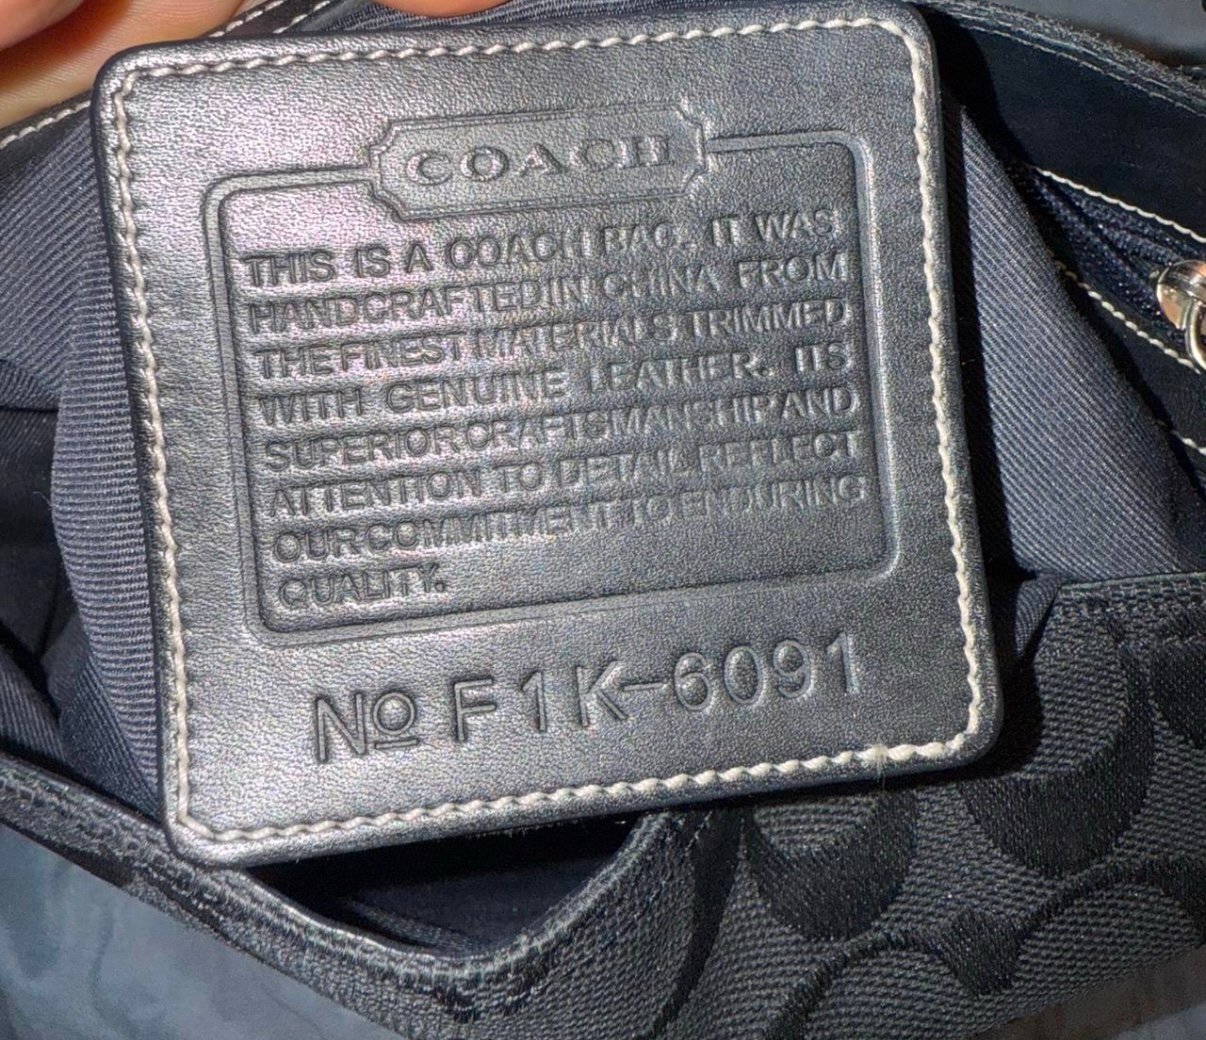 COACH
THIS IS A COACH BAG. IT WAS
HANDCRAFTED IN CHINA FROM
THE FINEST MATERIALS TRIMMED
WITH GENUINE LEATHER. ITS
SUPERIOR CRAFTSMANSHIP AND
ATTENTION TO DETAIL REFLECT
OUR COMMITMENT TO ENDURING
QUALITY.
Nº F1K-6091